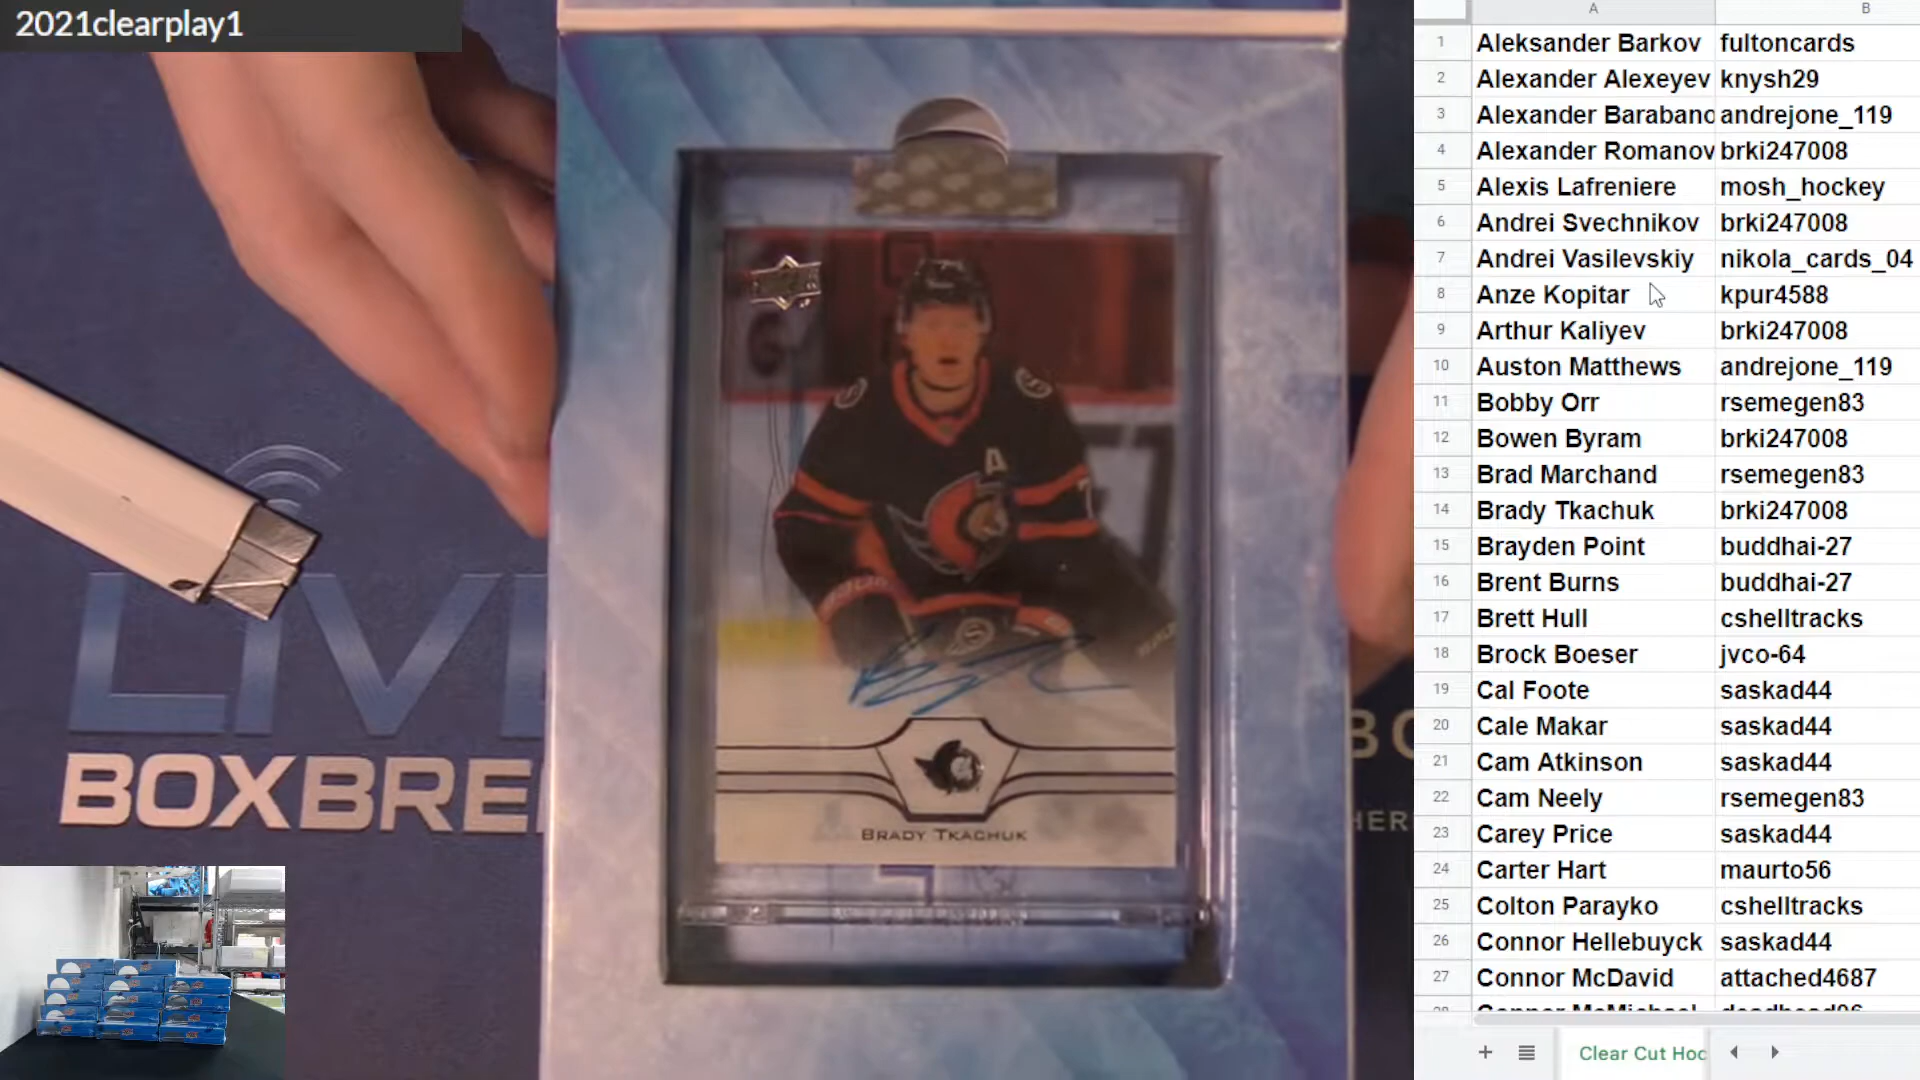 2021clearplay1
A B
1 Aleksander Barkov fultoncards
2 Alexander Alexeyev knysh29
3 Alexander Barabano andrejone_119
4 Alexander Romanov brki247008
5 Alexis Lafreniere mosh_hockey
6 Andrei Svechnikov brki247008
7 Andrei Vasilevskiy nikola_cards_04
8 Anze Kopitar kpur4588
9 Arthur Kaliyev brki247008
10 Auston Matthews andrejone_119
11 Bobby Orr rsemegen83
12 Bowen Byram brki247008
13 Brad Marchand rsemegen83
14 Brady Tkachuk brki247008
15 Brayden Point buddhai-27
16 Brent Burns buddhai-27
17 Brett Hull cshelltracks
18 Brock Boeser jvco-64
19 Cal Foote saskad44
20 Cale Makar saskad44
21 Cam Atkinson saskad44
22 Cam Neely rsemegen83
23 Carey Price saskad44
24 Carter Hart maurto56
25 Colton Parayko cshelltracks
26 Connor Hellebuyck saskad44
27 Connor McDavid attached4687
Clear Cut Hoc
A
BRADY TKACHUK
LIV
BOXBRE
BO
HER